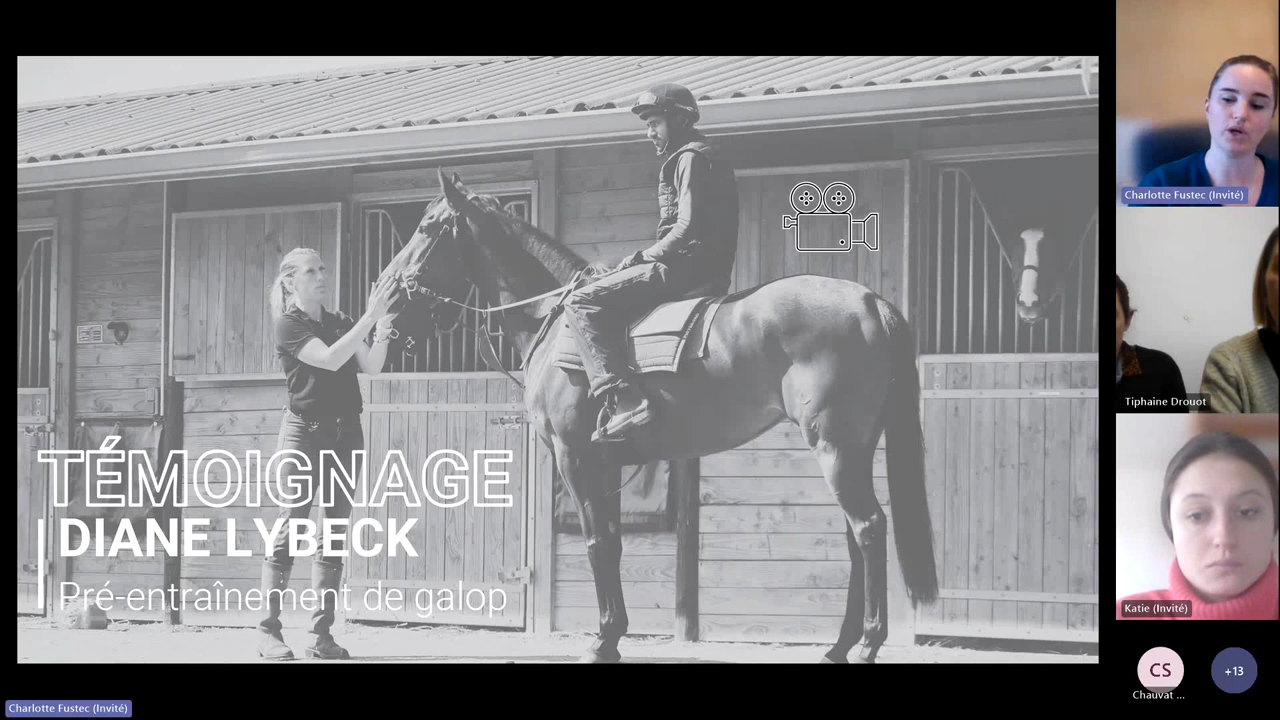 TÉMOIGNAGE
DIANE LYBECK
Pré-entraînement de galop
Charlotte Fustec (Invité)
Tiphaine Drouot
Katie (Invité)
CS
+13
Chauvat ...
Charlotte Fustec (Invité)